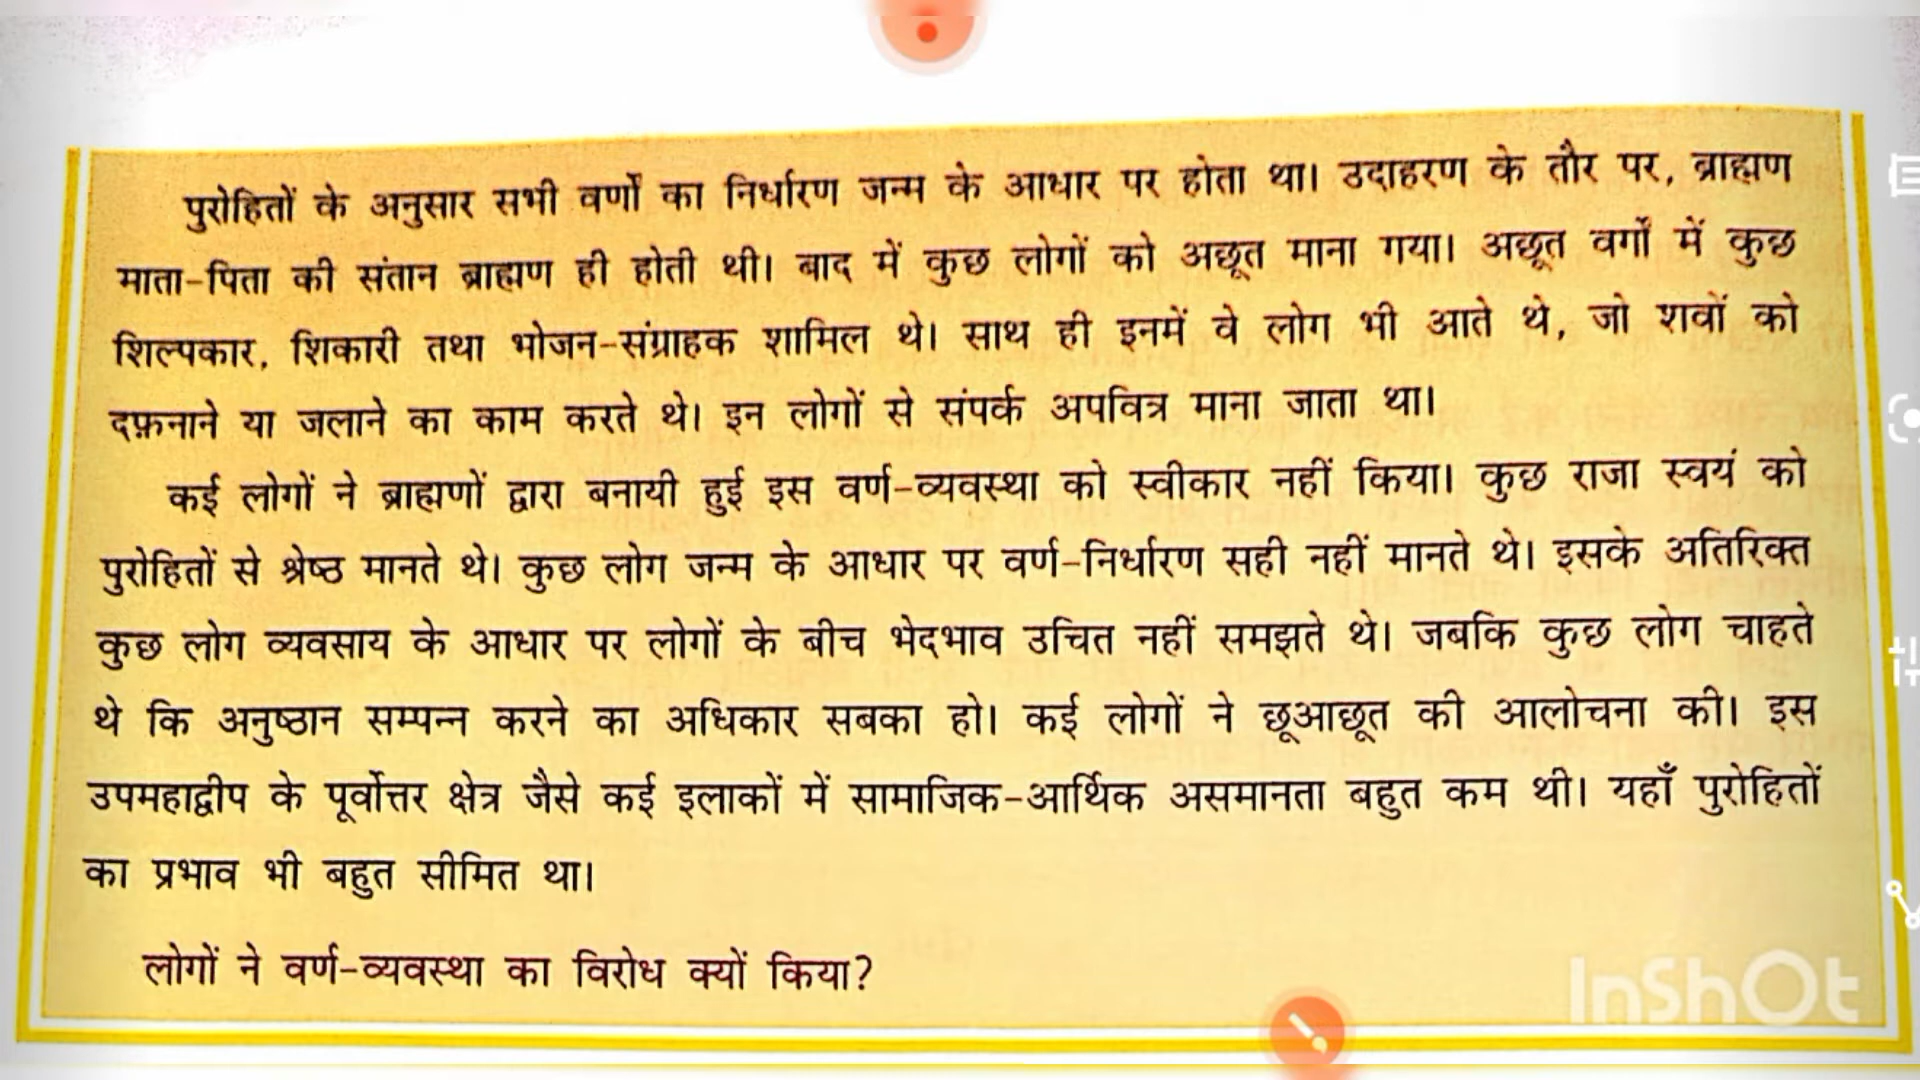 पुरोहितों के अनुसार सभी वर्णों का निर्धारण जन्म के आधार पर होता था। उदाहरण के तौर पर, ब्राह्मण
माता-पिता की संतान ब्राह्मण ही होती थी। बाद में कुछ लोगों को अछूत माना गया। अछूत वर्गों में कुछ
शिल्पकार, शिकारी तथा भोजन-संग्राहक शामिल थे। साथ ही इनमें वे लोग भी आते थे, जो शवों को
दफ़नाने या जलाने का काम करते थे। इन लोगों से संपर्क अपवित्र माना जाता था।
कई लोगों ने ब्राह्मणों द्वारा बनायी हुई इस वर्ण-व्यवस्था को स्वीकार नहीं किया। कुछ राजा स्वयं को
पुरोहितों से श्रेष्ठ मानते थे। कुछ लोग जन्म के आधार पर वर्ण-निर्धारण सही नहीं मानते थे। इसके अतिरिक्त
कुछ लोग व्यवसाय के आधार पर लोगों के बीच भेदभाव उचित नहीं समझते थे। जबकि कुछ लोग चाहते
थे कि अनुष्ठान सम्पन्न करने का अधिकार सबका हो। कई लोगों ने छूआछूत की आलोचना की। इस
उपमहाद्वीप के पूर्वोत्तर क्षेत्र जैसे कई इलाकों में सामाजिक-आर्थिक असमानता बहुत कम थी। यहाँ पुरोहितों
का प्रभाव भी बहुत सीमित था।
लोगों ने वर्ण-व्यवस्था का विरोध क्यों किया?
InShOt